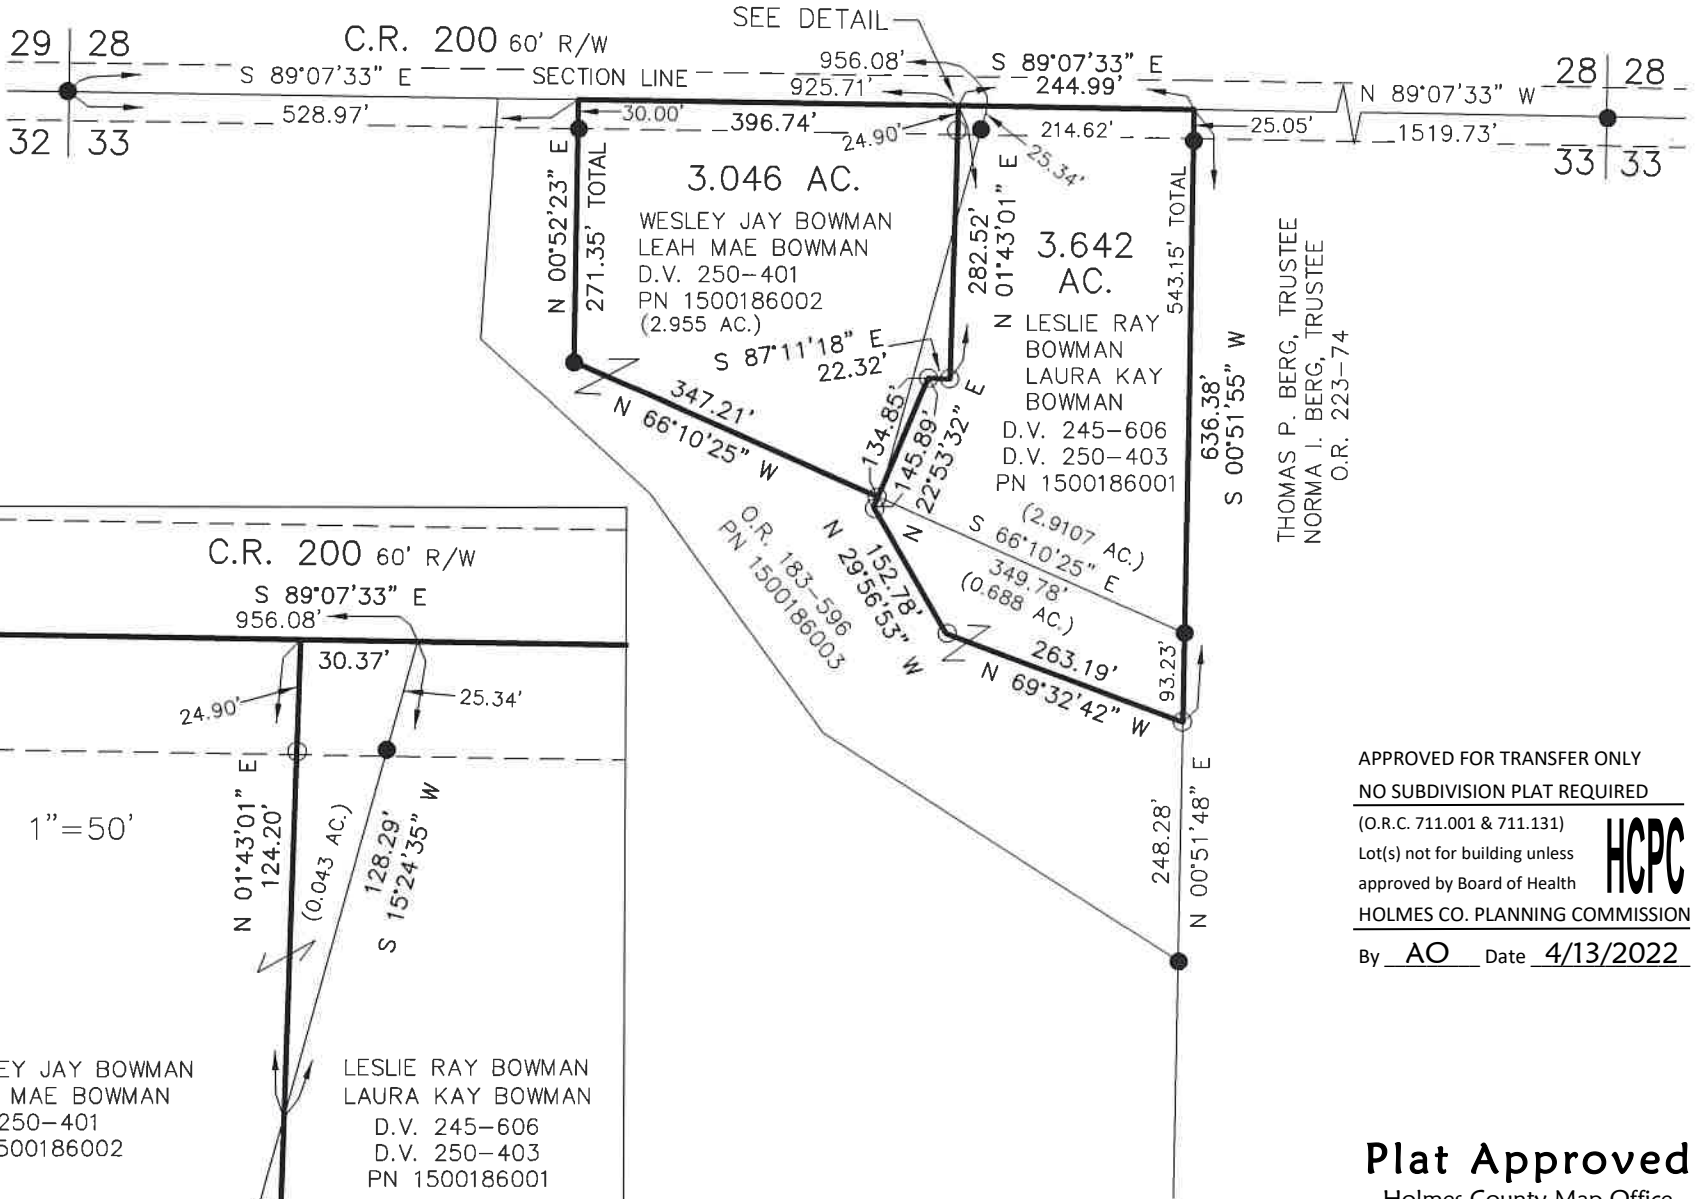 SEE DETAIL
29 28
C.R. 200 60' R/W
S 89°07'33" E
SECTION LINE
956.08'
S 89°07'33" E
28 28
925.71'
244.99'
N 89°07'33" W
528.97'
30.00'
396.74'
24.90'
214.62'
25.05'
1519.73'
32 33
33 33
25.34'
N 00°52'23" E
271.35' TOTAL
3.046 AC.
WESLEY JAY BOWMAN
LEAH MAE BOWMAN
D.V. 250-401
PN 1500186002
(2.955 AC.)
S 87°11'18" E
22.32'
282.52'
N 01°43'01" E
3.642
AC.
LESLIE RAY
BOWMAN
LAURA KAY
BOWMAN
D.V. 245-606
D.V. 250-403
PN 1500186001
543.15' TOTAL
636.38'
S 00°51'55" W
THOMAS P. BERG, TRUSTEE
NORMA I. BERG, TRUSTEE
O.R. 223-74
347.21'
N 66°10'25" W
134.85'
145.89'
N 22°53'32" E
(2.9107 AC.)
S 66°10'25" E
349.78'
(0.688 AC.)
O.R. 183-596
PN 1500186003
152.78'
N 29°56'53" W
263.19'
N 69°32'42" W
93.23'
248.28'
N 00°51'48" E
C.R. 200 60' R/W
S 89°07'33" E
956.08'
30.37'
24.90'
25.34'
1"=50'
N 01°43'01" E
124.20'
(0.043 AC.)
128.29'
S 15°24'35" W
EY JAY BOWMAN
MAE BOWMAN
250-401
500186002
LESLIE RAY BOWMAN
LAURA KAY BOWMAN
D.V. 245-606
D.V. 250-403
PN 1500186001
APPROVED FOR TRANSFER ONLY
NO SUBDIVISION PLAT REQUIRED
(O.R.C. 711.001 & 711.131)
Lot(s) not for building unless
approved by Board of Health
HCPC
HOLMES CO. PLANNING COMMISSION
By AO Date 4/13/2022
Plat Approved
Holmes County Map Office